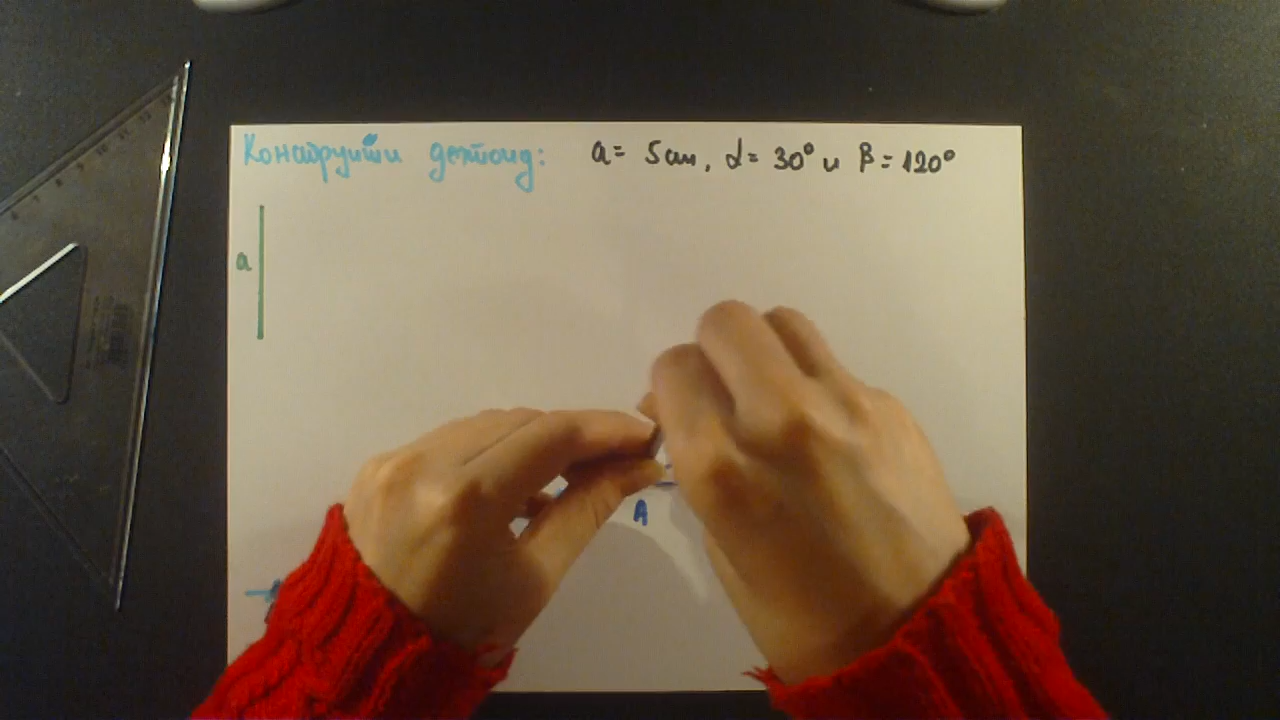 Конструиши делтоид: a = 5cm, α = 30° и β = 120°
a
A